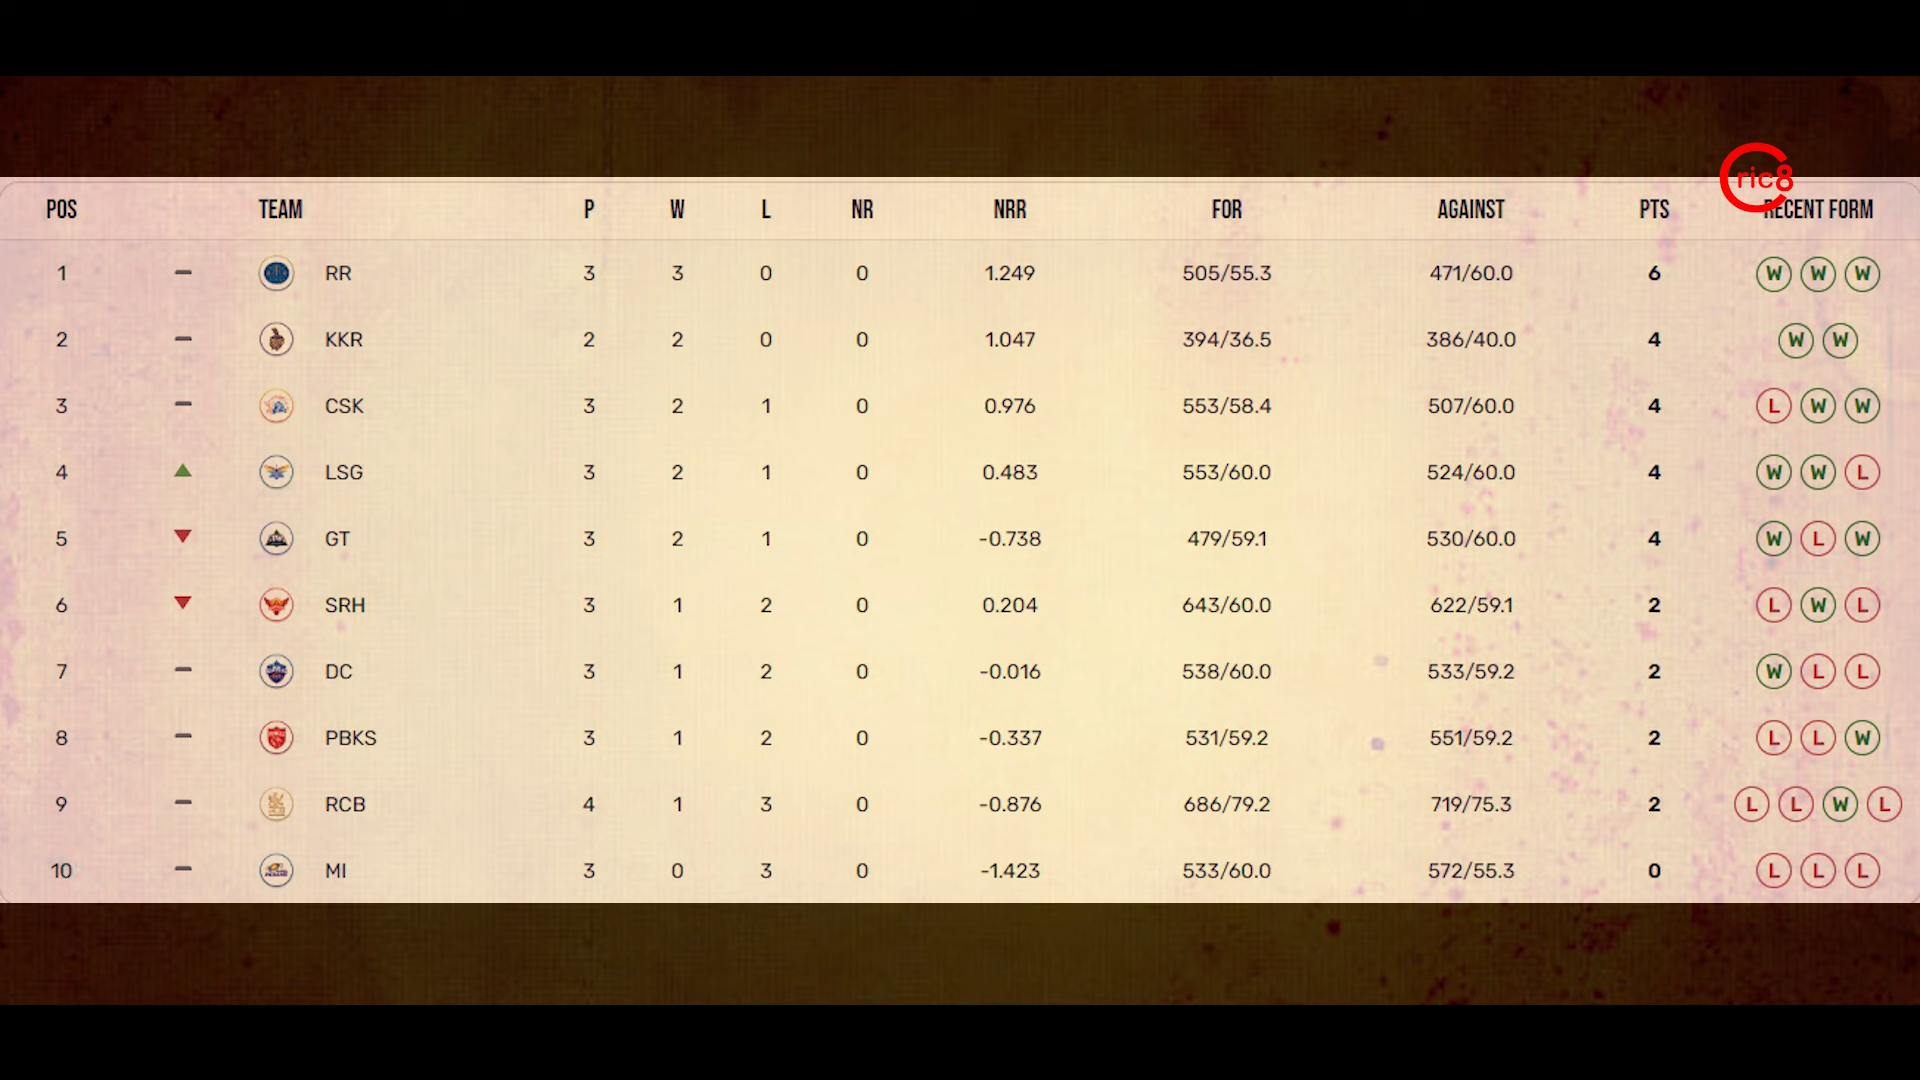 Cric8
POS TEAM P W L NR NRR FOR AGAINST PTS RECENT FORM
1 RR 3 3 0 0 1.249 505/55.3 471/60.0 6 W W W
2 KKR 2 2 0 0 1.047 394/36.5 386/40.0 4 W W
3 CSK 3 2 1 0 0.976 553/58.4 507/60.0 4 L W W
4 LSG 3 2 1 0 0.483 553/60.0 524/60.0 4 W W L
5 GT 3 2 1 0 -0.738 479/59.1 530/60.0 4 W L W
6 SRH 3 1 2 0 0.204 643/60.0 622/59.1 2 L W L
7 DC 3 1 2 0 -0.016 538/60.0 533/59.2 2 W L L
8 PBKS 3 1 2 0 -0.337 531/59.2 551/59.2 2 L L W
9 RCB 4 1 3 0 -0.876 686/79.2 719/75.3 2 L L W L
10 MI 3 0 3 0 -1.423 533/60.0 572/55.3 0 L L L